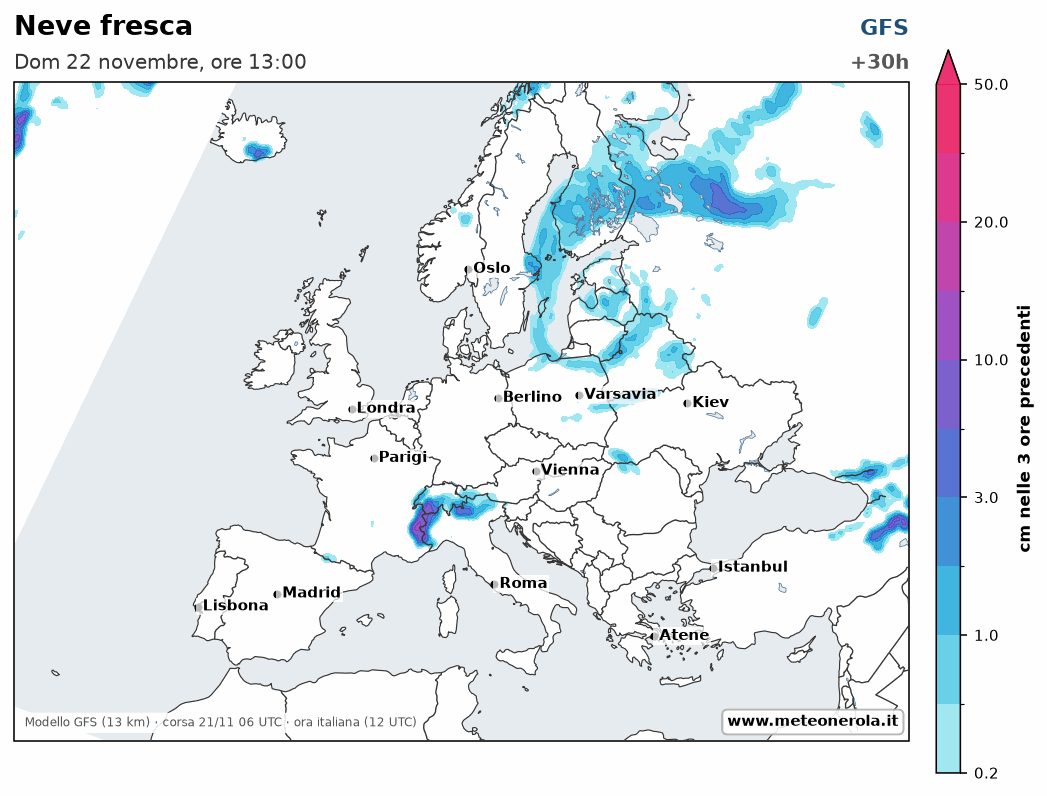 Neve fresca
GFS
Dom 22 novembre, ore 13:00
+30h
50.0
20.0
10.0
3.0
1.0
0.2
cm nelle 3 ore precedenti
Oslo
Berlino
Varsavia
Kiev
Londra
Parigi
Vienna
Istanbul
Roma
Madrid
Lisbona
Atene
Modello GFS (13 km) · corsa 21/11 06 UTC · ora italiana (12 UTC)
www.meteonerola.it